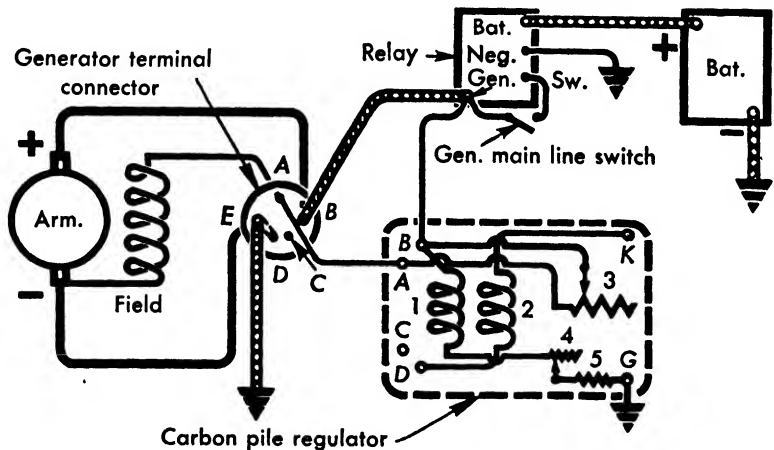 Generator terminal
connector
Relay
Bat.
Neg.
Gen.
Sw.
+
Bat.
−
Gen. main line switch
+
Arm.
−
Field
A
B
C
D
E
B
A
C
D
K
G
1
2
3
4
5
Carbon pile regulator